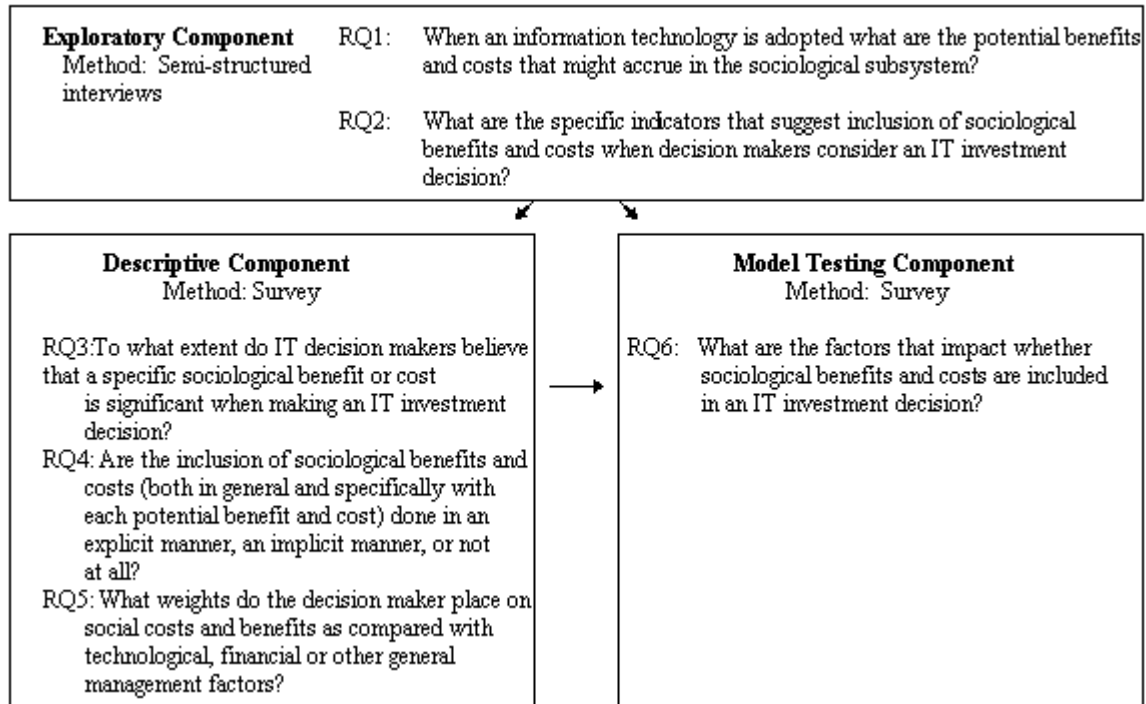 Exploratory Component
Method: Semi-structured
interviews
RQ1: When an information technology is adopted what are the potential benefits
and costs that might accrue in the sociological subsystem?
RQ2: What are the specific indicators that suggest inclusion of sociological
benefits and costs when decision makers consider an IT investment
decision?
Descriptive Component
Method: Survey
RQ3:To what extent do IT decision makers believe
that a specific sociological benefit or cost
is significant when making an IT investment
decision?
RQ4: Are the inclusion of sociological benefits and
costs (both in general and specifically with
each potential benefit and cost) done in an
explicit manner, an implicit manner, or not
at all?
RQ5: What weights do the decision maker place on
social costs and benefits as compared with
technological, financial or other general
management factors?
Model Testing Component
Method: Survey
RQ6: What are the factors that impact whether
sociological benefits and costs are included
in an IT investment decision?